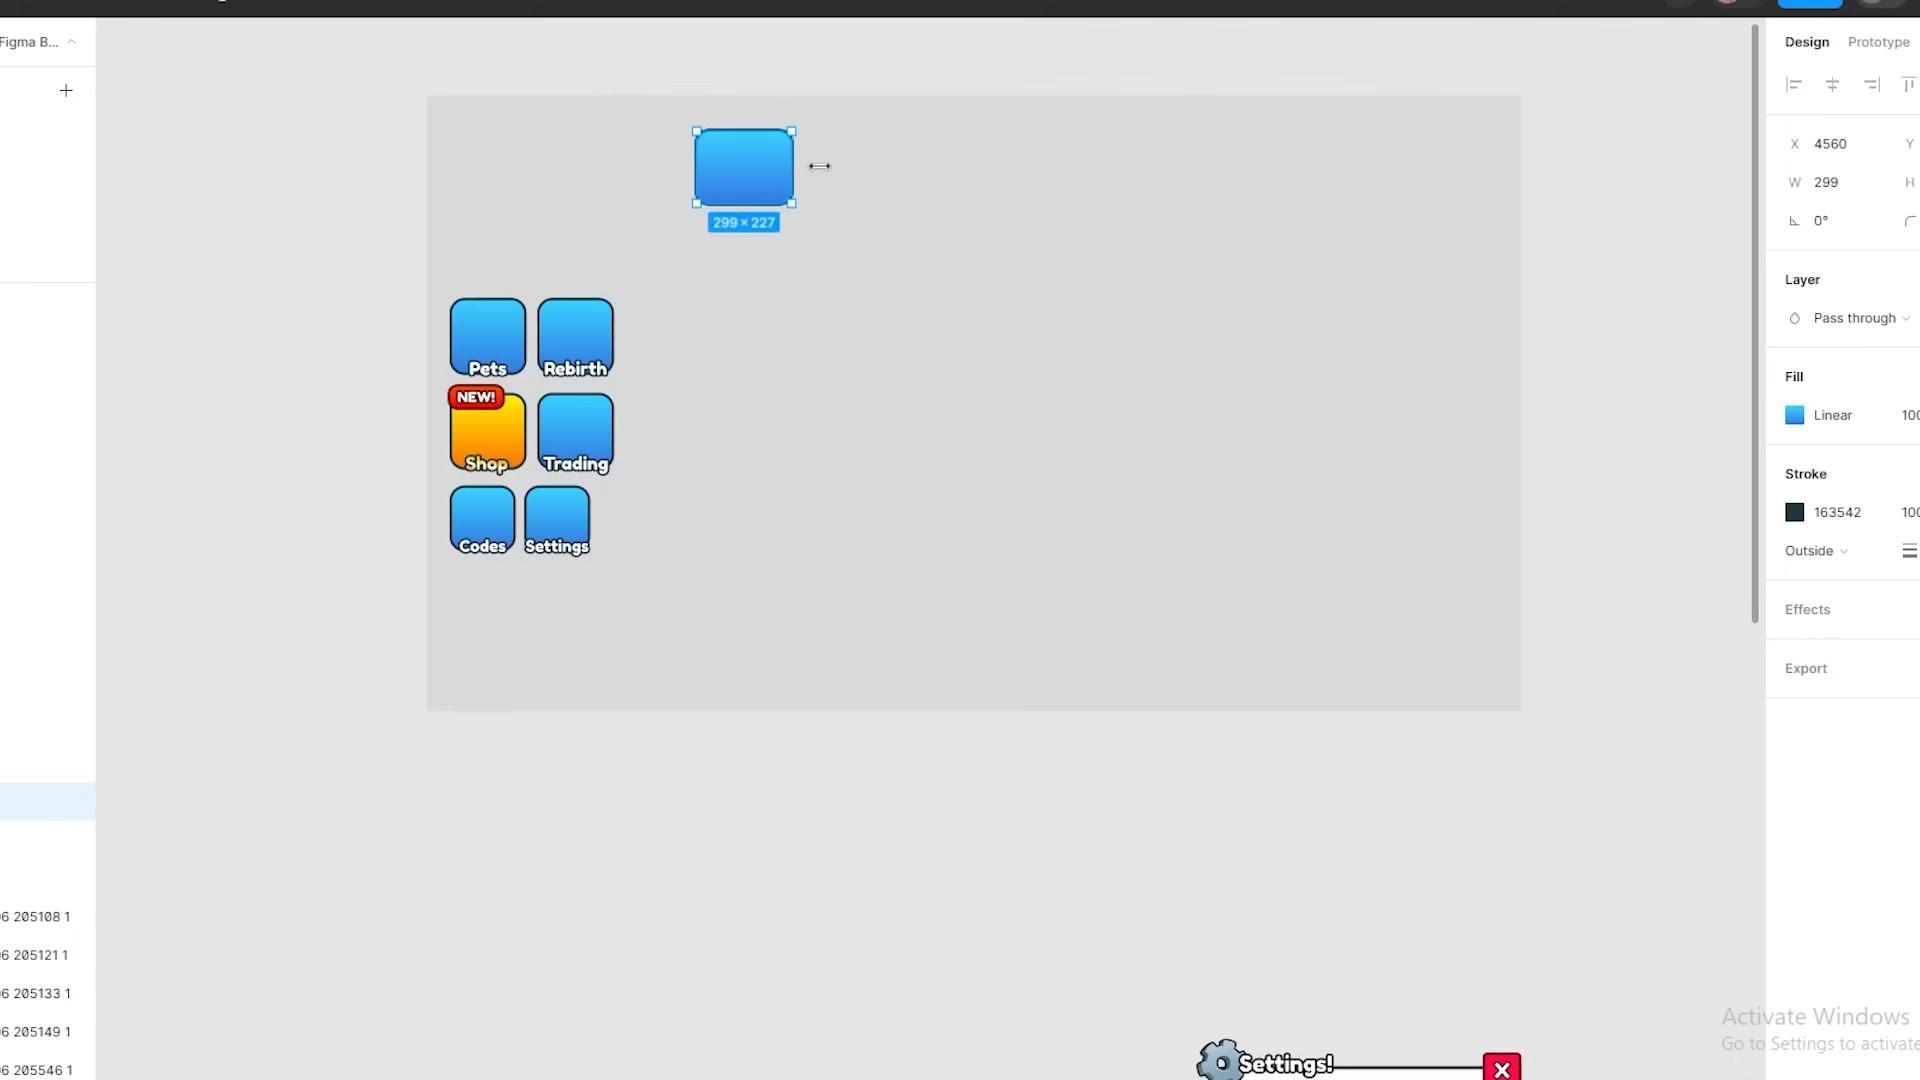 Figma B...
Design Prototype
X 4560 Y
W 299 H
0°
299 × 227
Layer
Pass through
Fill
Linear 100
Stroke
163542 100
Outside
Effects
Export
Pets Rebirth
NEW!
Shop Trading
Codes Settings
6 205108 1
6 205121 1
6 205133 1
6 205149 1
6 205546 1
Settings!
X
Activate Windows
Go to Settings to activate